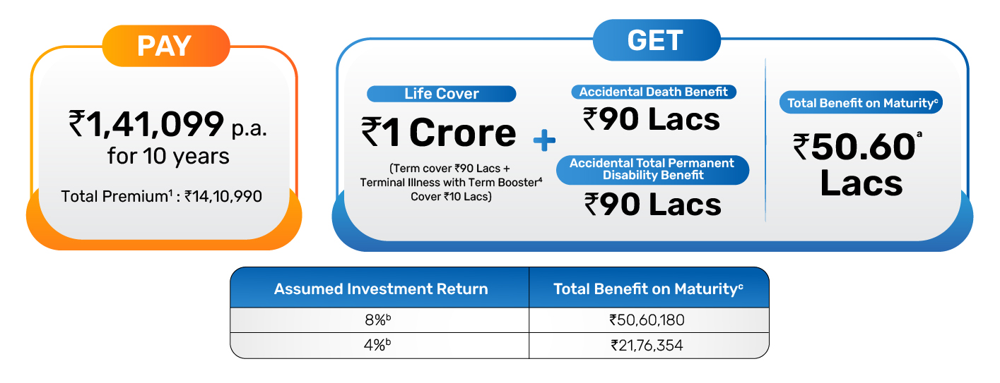 PAY
₹1,41,099 p.a.
for 10 years
Total Premium¹ : ₹14,10,990
GET
Life Cover
₹1 Crore
(Term cover ₹90 Lacs +
Terminal Illness with Term Booster⁴
Cover ₹10 Lacs)
+
Accidental Death Benefit
₹90 Lacs
Accidental Total Permanent
Disability Benefit
₹90 Lacs
Total Benefit on Maturityᶜ
₹50.60ᵃ
Lacs
Assumed Investment Return Total Benefit on Maturityᶜ
8%ᵇ ₹50,60,180
4%ᵇ ₹21,76,354